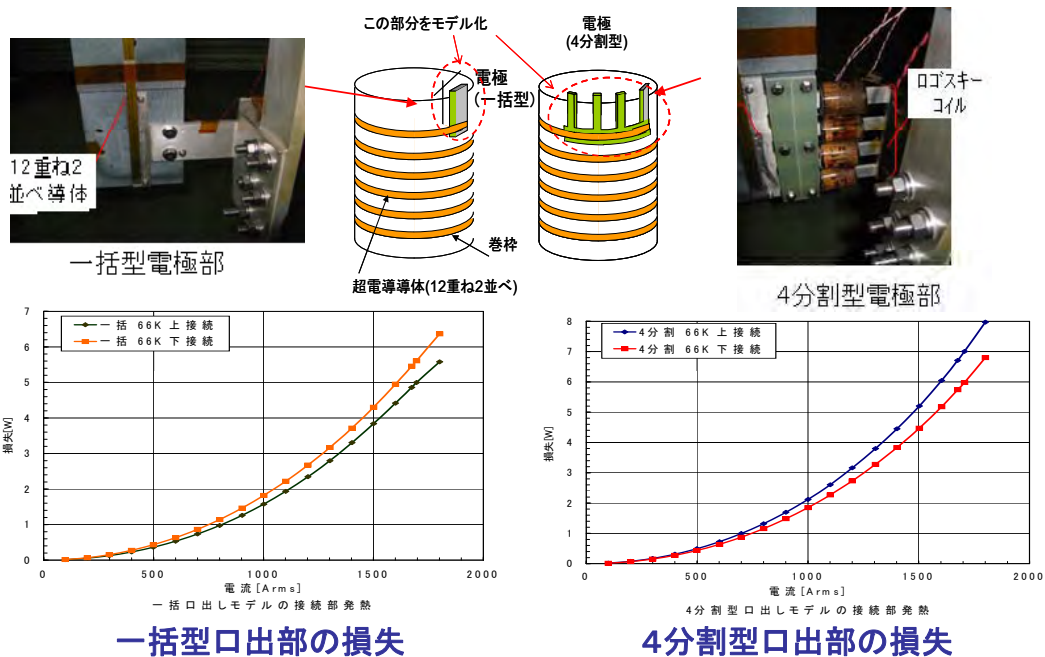 この部分をモデル化
電極
(4分割型)
電極
(一括型)
ロゴスキー
コイル
12重ね2
並べ導体
巻枠
超電導導体(12重ね2並べ)
一括型電極部
4分割型電極部
7
6
5
4
3
2
1
0
損失[W]
一括 66K 上接続
一括 66K 下接続
0 500 1000 1500 2000
電流[Arms]
一括口出しモデルの接続部発熱
一括型口出部の損失
8
7
6
5
4
3
2
1
0
損失[W]
4分割 66K 上接続
4分割 66K 下接続
0 500 1000 1500 2000
電流[Arms]
4分割型口出しモデルの接続部発熱
4分割型口出部の損失